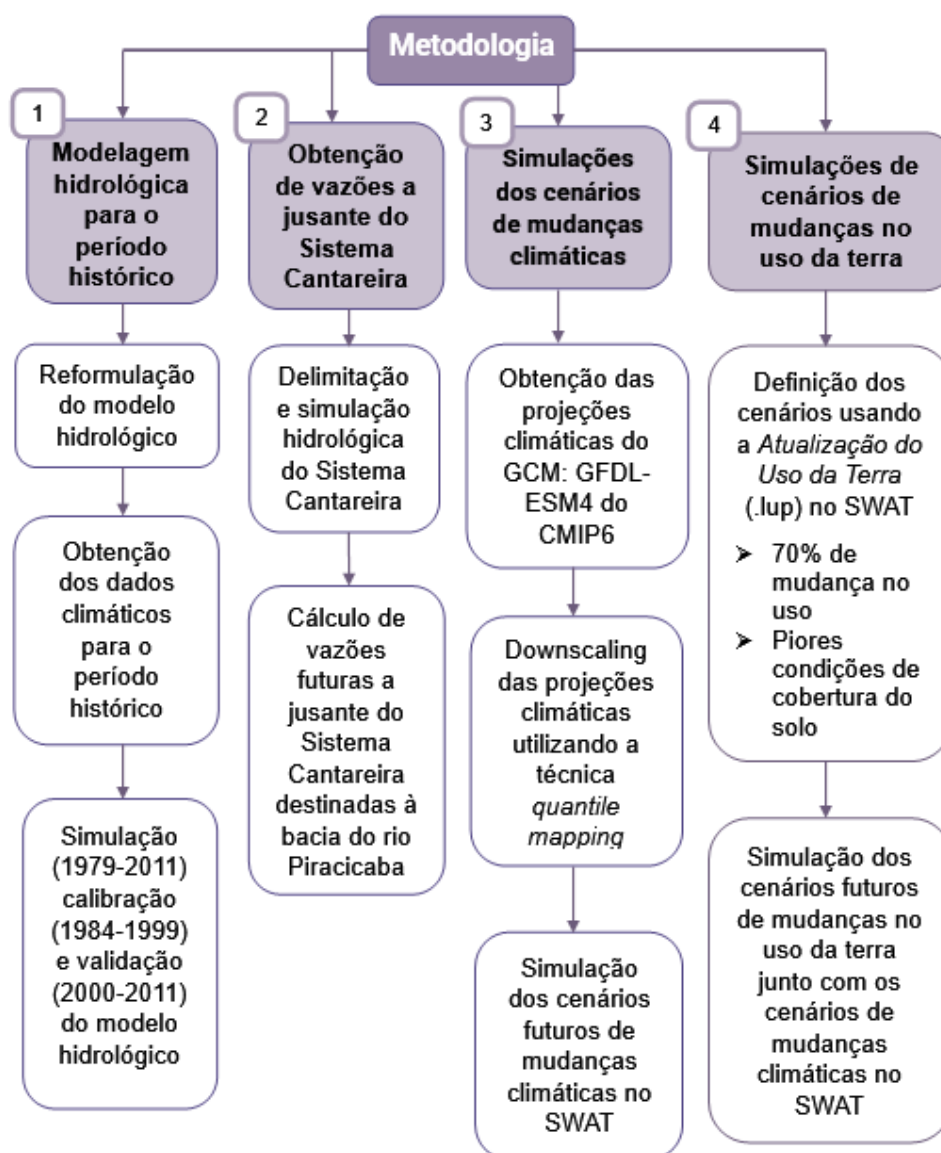 Metodologia
1
Modelagem
hidrológica
para o
período
histórico
Reformulação
do modelo
hidrológico
Obtenção
dos dados
climáticos
para o
período
histórico
Simulação
(1979-2011)
calibração
(1984-1999)
e validação
(2000-2011)
do modelo
hidrológico
2
Obtenção
de vazões a
jusante do
Sistema
Cantareira
Delimitação
e simulação
hidrológica
do Sistema
Cantareira
Cálculo de
vazões
futuras a
jusante do
Sistema
Cantareira
destinadas à
bacia do rio
Piracicaba
3
Simulações
dos cenários
de mudanças
climáticas
Obtenção das
projeções
climáticas do
GCM: GFDL-
ESM4 do
CMIP6
Downscaling
das projeções
climáticas
utilizando a
técnica
quantile
mapping
Simulação
dos cenários
futuros de
mudanças
climáticas no
SWAT
4
Simulações de
cenários de
mudanças no
uso da terra
Definição dos
cenários usando
a Atualização do
Uso da Terra
(.lup) no SWAT
➤ 70% de
mudança no
uso
➤ Piores
condições de
cobertura do
solo
Simulação dos
cenários futuros
de mudanças no
uso da terra
junto com os
cenários de
mudanças
climáticas no
SWAT